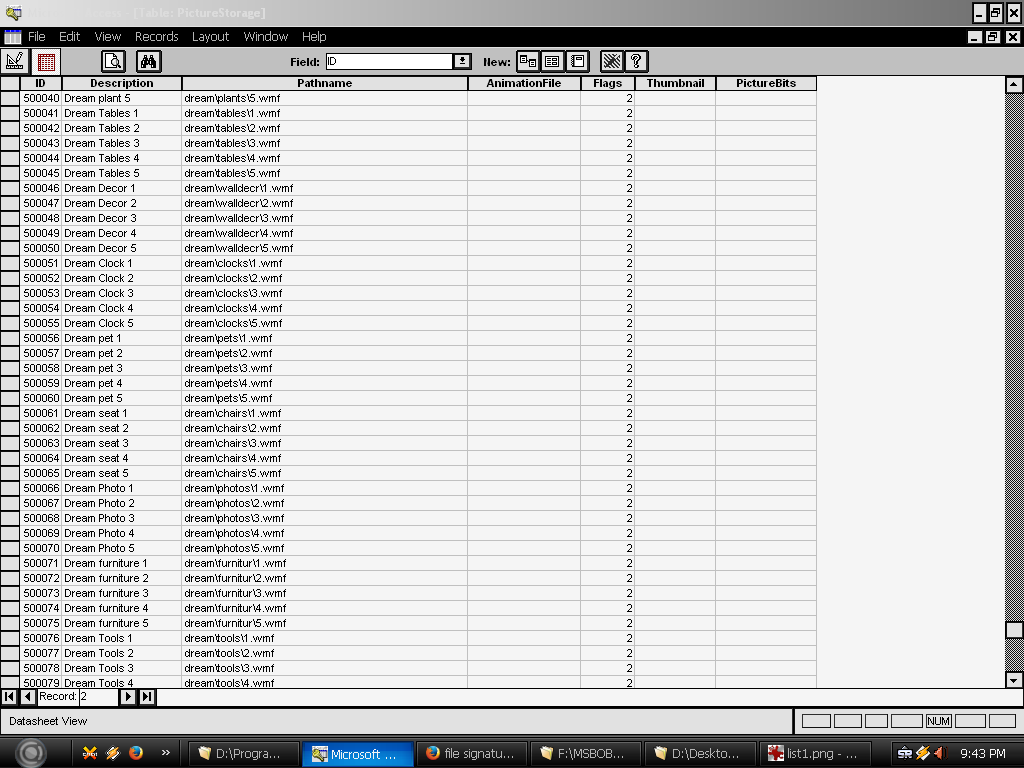 [Table: PictureStorage]
File Edit View Records Layout Window Help
Field: ID New: ?
ID Description Pathname AnimationFile Flags Thumbnail PictureBits
500040 Dream plant 5 dream\plants\5.wmf 2
500041 Dream Tables 1 dream\tables\1.wmf 2
500042 Dream Tables 2 dream\tables\2.wmf 2
500043 Dream Tables 3 dream\tables\3.wmf 2
500044 Dream Tables 4 dream\tables\4.wmf 2
500045 Dream Tables 5 dream\tables\5.wmf 2
500046 Dream Decor 1 dream\walldecr\1.wmf 2
500047 Dream Decor 2 dream\walldecr\2.wmf 2
500048 Dream Decor 3 dream\walldecr\3.wmf 2
500049 Dream Decor 4 dream\walldecr\4.wmf 2
500050 Dream Decor 5 dream\walldecr\5.wmf 2
500051 Dream Clock 1 dream\clocks\1.wmf 2
500052 Dream Clock 2 dream\clocks\2.wmf 2
500053 Dream Clock 3 dream\clocks\3.wmf 2
500054 Dream Clock 4 dream\clocks\4.wmf 2
500055 Dream Clock 5 dream\clocks\5.wmf 2
500056 Dream pet 1 dream\pets\1.wmf 2
500057 Dream pet 2 dream\pets\2.wmf 2
500058 Dream pet 3 dream\pets\3.wmf 2
500059 Dream pet 4 dream\pets\4.wmf 2
500060 Dream pet 5 dream\pets\5.wmf 2
500061 Dream seat 1 dream\chairs\1.wmf 2
500062 Dream seat 2 dream\chairs\2.wmf 2
500063 Dream seat 3 dream\chairs\3.wmf 2
500064 Dream seat 4 dream\chairs\4.wmf 2
500065 Dream seat 5 dream\chairs\5.wmf 2
500066 Dream Photo 1 dream\photos\1.wmf 2
500067 Dream Photo 2 dream\photos\2.wmf 2
500068 Dream Photo 3 dream\photos\3.wmf 2
500069 Dream Photo 4 dream\photos\4.wmf 2
500070 Dream Photo 5 dream\photos\5.wmf 2
500071 Dream furniture 1 dream\furnitur\1.wmf 2
500072 Dream furniture 2 dream\furnitur\2.wmf 2
500073 Dream furniture 3 dream\furnitur\3.wmf 2
500074 Dream furniture 4 dream\furnitur\4.wmf 2
500075 Dream furniture 5 dream\furnitur\5.wmf 2
500076 Dream Tools 1 dream\tools\1.wmf 2
500077 Dream Tools 2 dream\tools\2.wmf 2
500078 Dream Tools 3 dream\tools\3.wmf 2
500079 Dream Tools 4 dream\tools\4.wmf 2
Record: 2
Datasheet View NUM
» D:\Progra... Microsoft ... file signatu... F:\MSBOB... D:\Deskto... list1.png - ... 9:43 PM